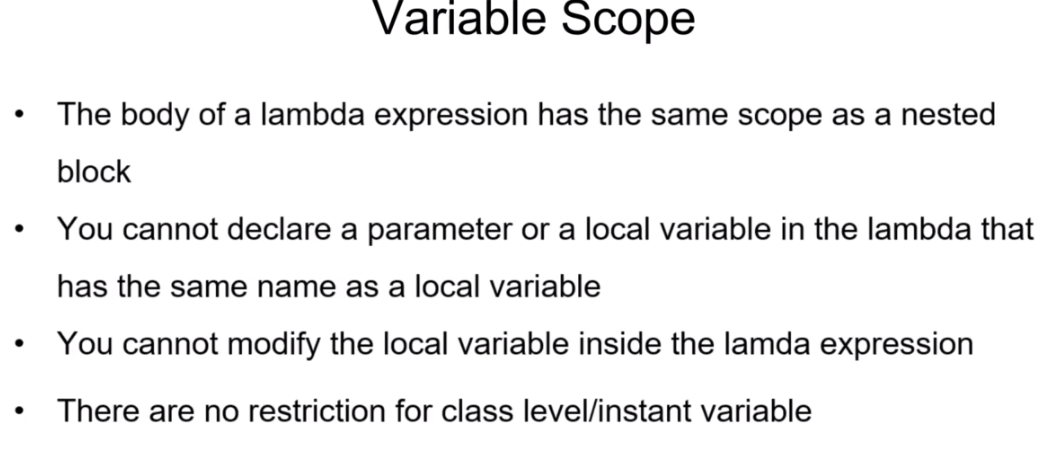 Variable Scope
• The body of a lambda expression has the same scope as a nested
block
• You cannot declare a parameter or a local variable in the lambda that
has the same name as a local variable
• You cannot modify the local variable inside the lamda expression
• There are no restriction for class level/instant variable